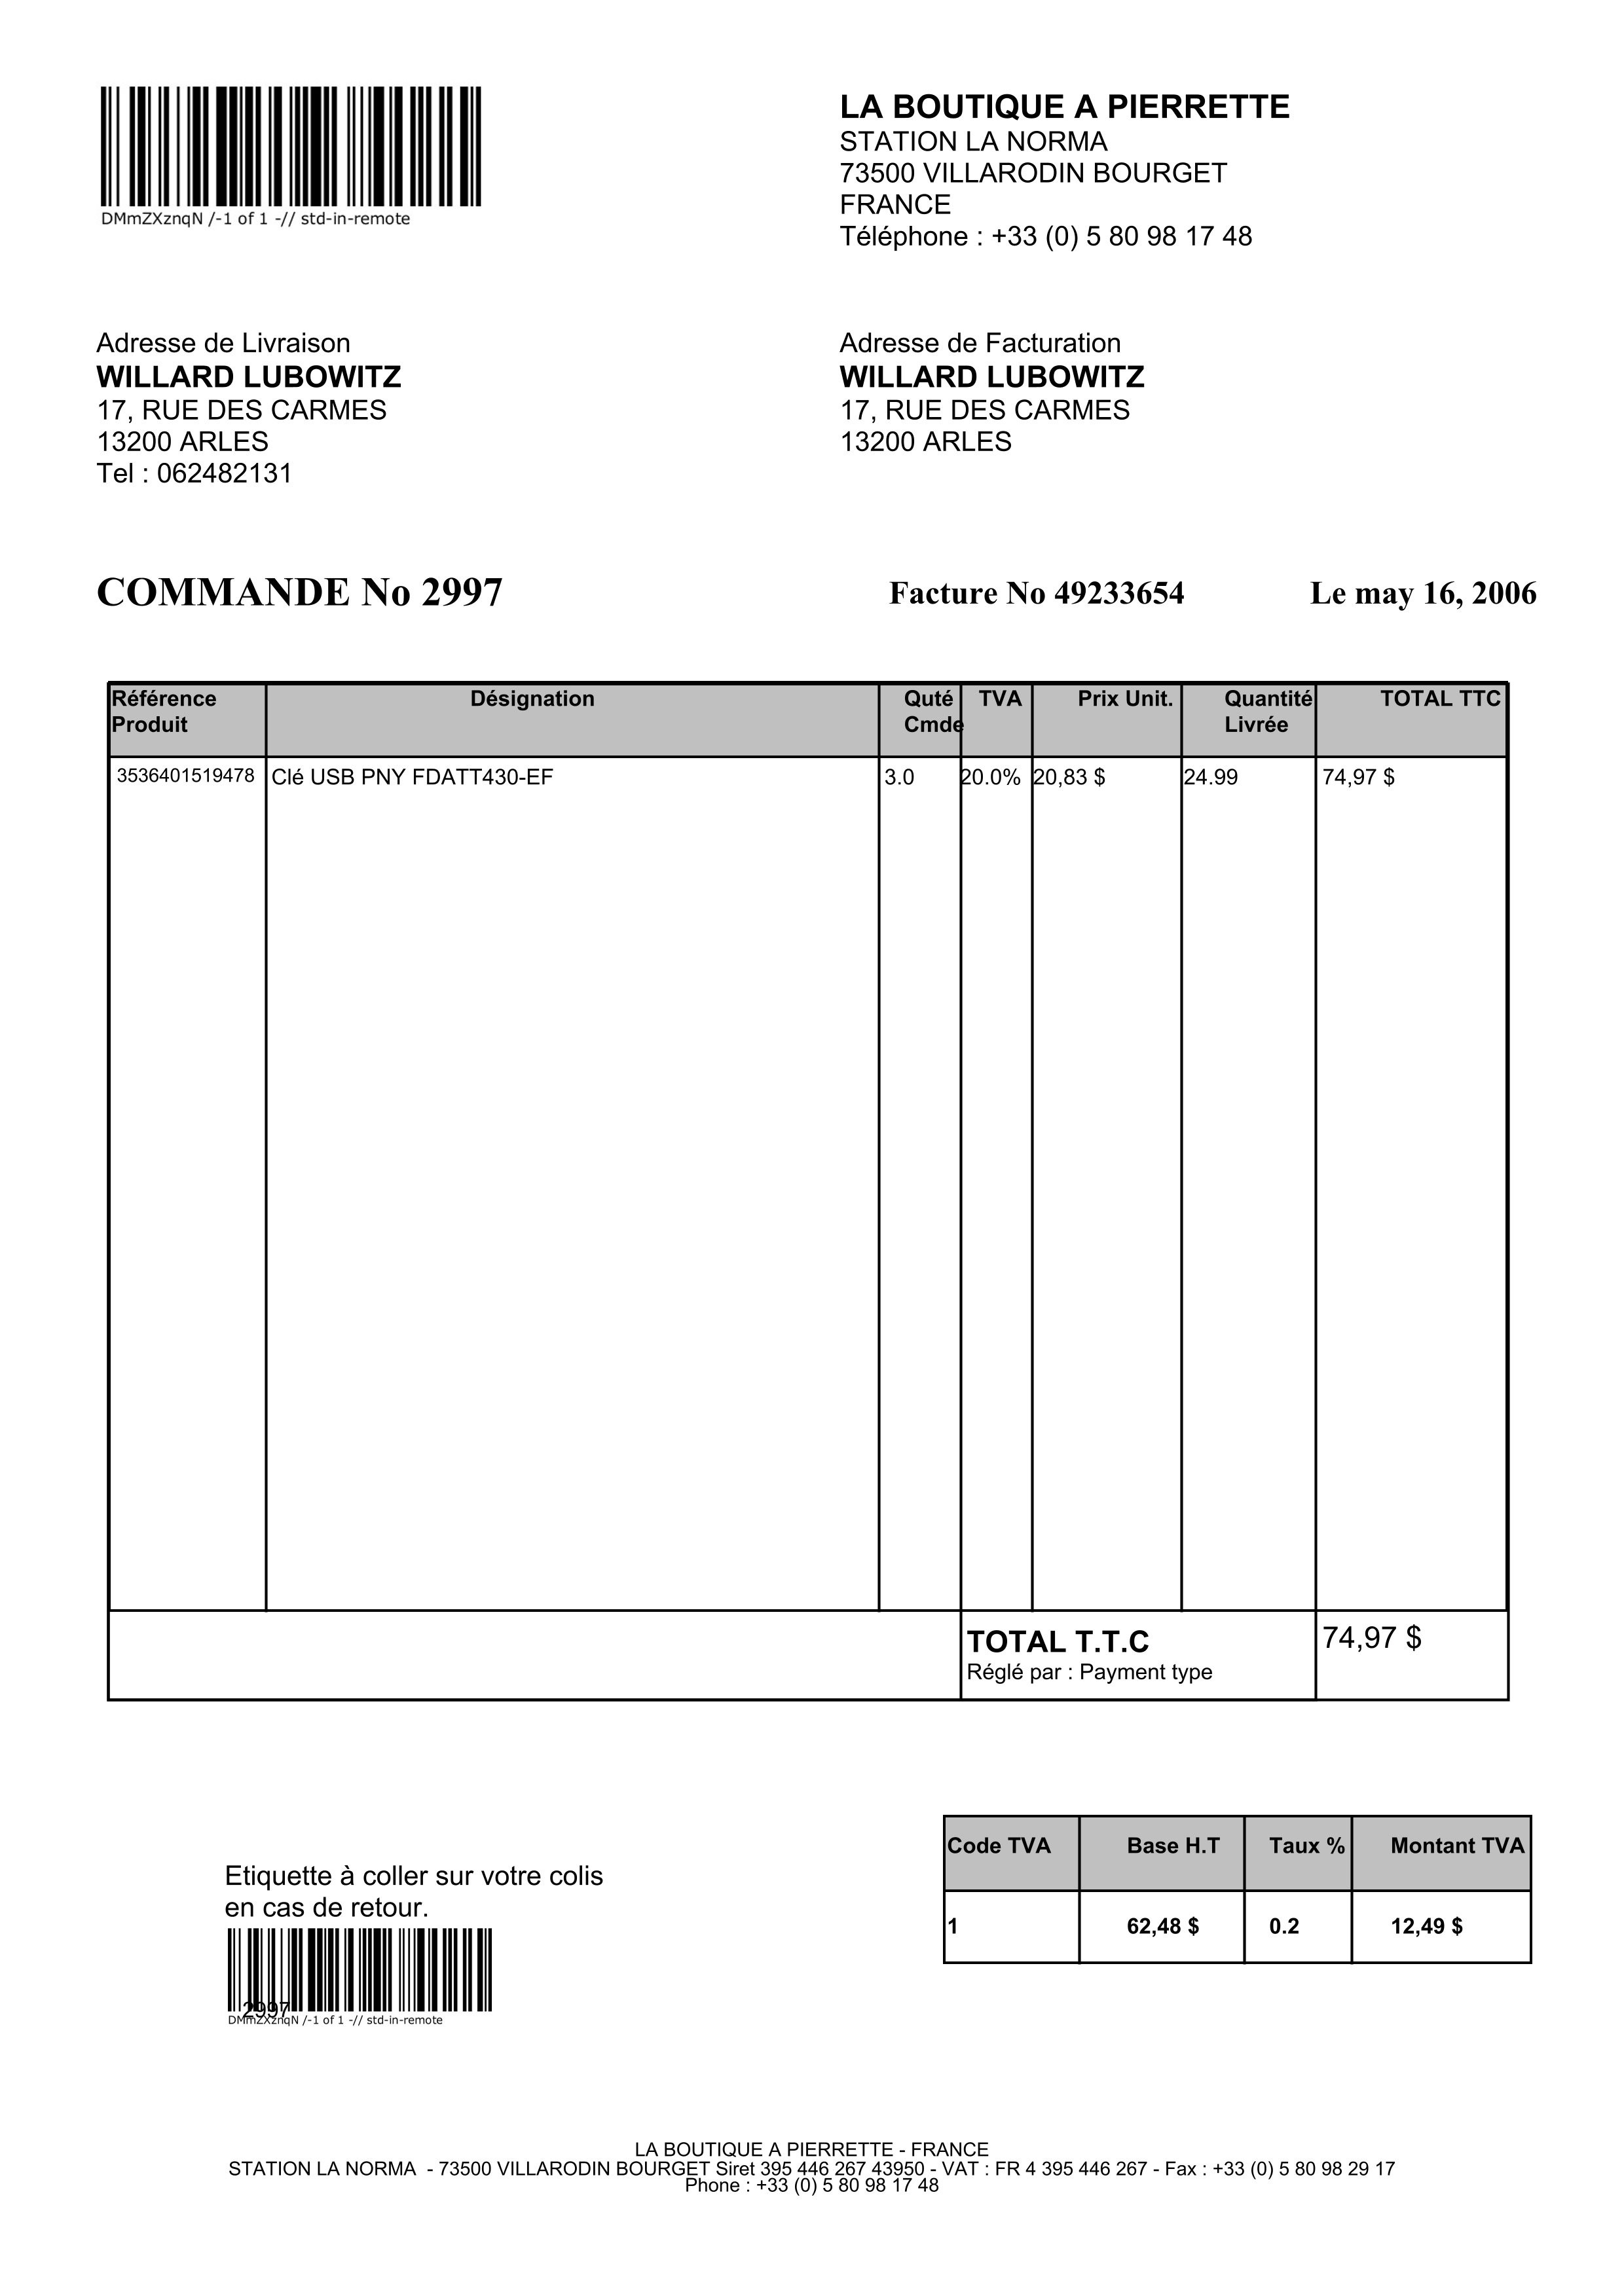 DMmZXznqN /-1 of 1 -// std-in-remote
LA BOUTIQUE A PIERRETTE
STATION LA NORMA
73500 VILLARODIN BOURGET
FRANCE
Téléphone : +33 (0) 5 80 98 17 48
Adresse de Livraison
WILLARD LUBOWITZ
17, RUE DES CARMES
13200 ARLES
Tel : 062482131
Adresse de Facturation
WILLARD LUBOWITZ
17, RUE DES CARMES
13200 ARLES
COMMANDE No 2997 Facture No 49233654 Le may 16, 2006
Référence Produit Désignation Quté Cmde TVA Prix Unit. Quantité Livrée TOTAL TTC
3536401519478 Clé USB PNY FDATT430-EF 3.0 20.0% 20,83 $ 24.99 74,97 $
TOTAL T.T.C 74,97 $
Réglé par : Payment type
Code TVA Base H.T Taux % Montant TVA
1 62,48 $ 0.2 12,49 $
Etiquette à coller sur votre colis
en cas de retour.
2997
DMmZXznqN /-1 of 1 -// std-in-remote
LA BOUTIQUE A PIERRETTE - FRANCE
STATION LA NORMA - 73500 VILLARODIN BOURGET Siret 395 446 267 43950 - VAT : FR 4 395 446 267 - Fax : +33 (0) 5 80 98 29 17
Phone : +33 (0) 5 80 98 17 48